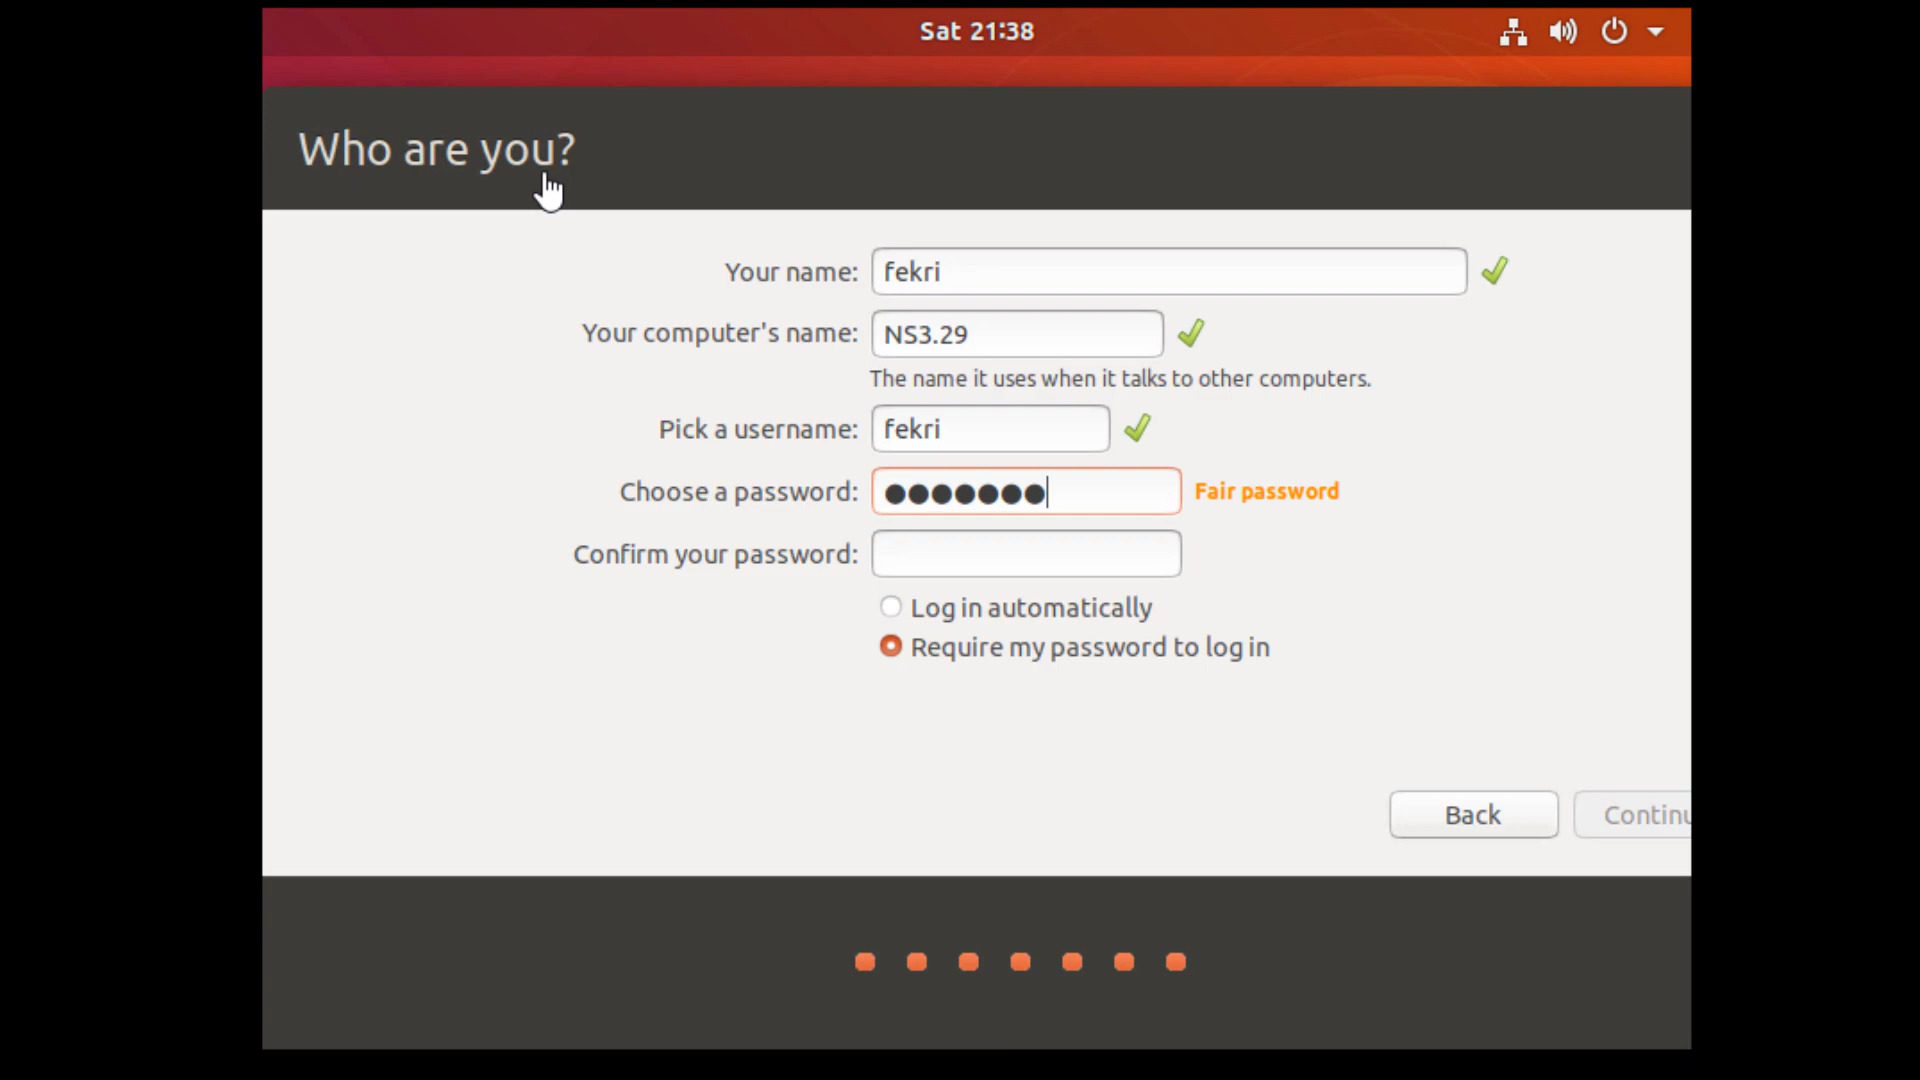 Sat 21:38
Who are you?
Your name: fekri
Your computer's name: NS3.29
The name it uses when it talks to other computers.
Pick a username: fekri
Choose a password: ●●●●●●● Fair password
Confirm your password:
Log in automatically
Require my password to log in
Back Continu